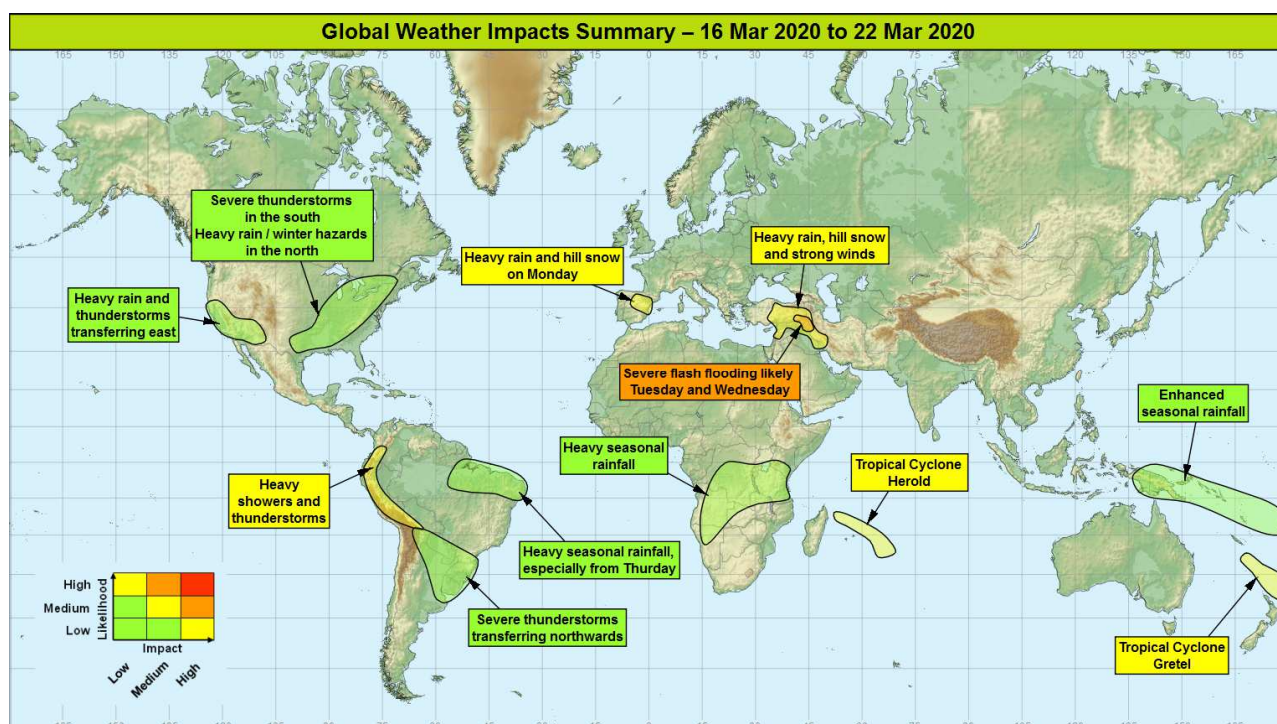 Global Weather Impacts Summary – 16 Mar 2020 to 22 Mar 2020
Severe thunderstorms
in the south
Heavy rain / winter hazards
in the north
Heavy rain and
thunderstorms
transferring east
Heavy rain and hill snow
on Monday
Heavy rain, hill snow
and strong winds
Severe flash flooding likely
Tuesday and Wednesday
Enhanced
seasonal rainfall
Heavy seasonal
rainfall
Tropical Cyclone
Herold
Heavy
showers and
thunderstorms
Heavy seasonal rainfall,
especially from Thurday
Severe thunderstorms
transferring northwards
Tropical Cyclone
Gretel
High
Medium
Low
Likelihood
Impact
Low
Medium
High